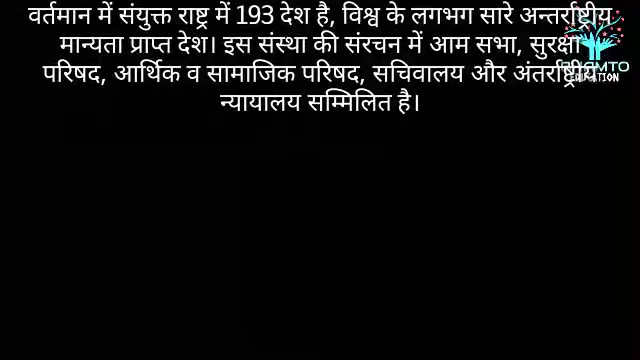 वर्तमान में संयुक्त राष्ट्र में 193 देश है, विश्व के लगभग सारे अन्तर्राष्ट्रीय
मान्यता प्राप्त देश। इस संस्था की संरचन में आम सभा, सुरक्षा
परिषद, आर्थिक व सामाजिक परिषद, सचिवालय और अंतर्राष्ट्रीय
न्यायालय सम्मिलित है।
EDUCATION